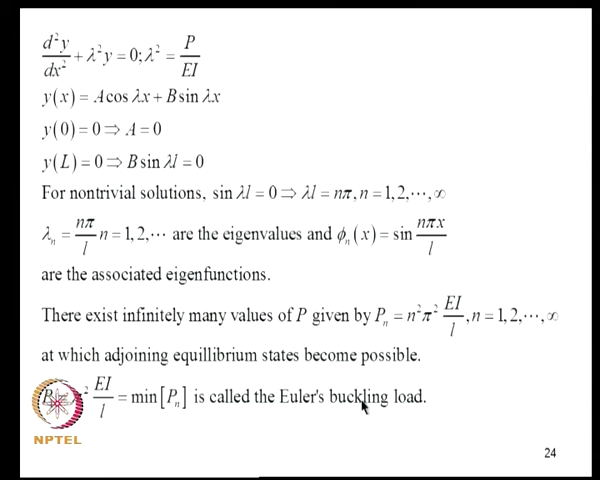 d²y/dx² + λ²y = 0; λ² = P/EI
y(x) = A cos λx + B sin λx
y(0) = 0 ⇒ A = 0
y(L) = 0 ⇒ B sin λl = 0
For nontrivial solutions, sin λl = 0 ⇒ λl = nπ, n = 1, 2, ⋯, ∞
λₙ = nπ/l n = 1, 2, ⋯ are the eigenvalues and ϕₙ(x) = sin nπx/l
are the associated eigenfunctions.
There exist infinitely many values of P given by Pₙ = n²π² EI/l, n = 1, 2, ⋯, ∞
at which adjoining equillibrium states become possible.
² EI/l = min[Pₙ] is called the Euler's buckling load.
NPTEL
24